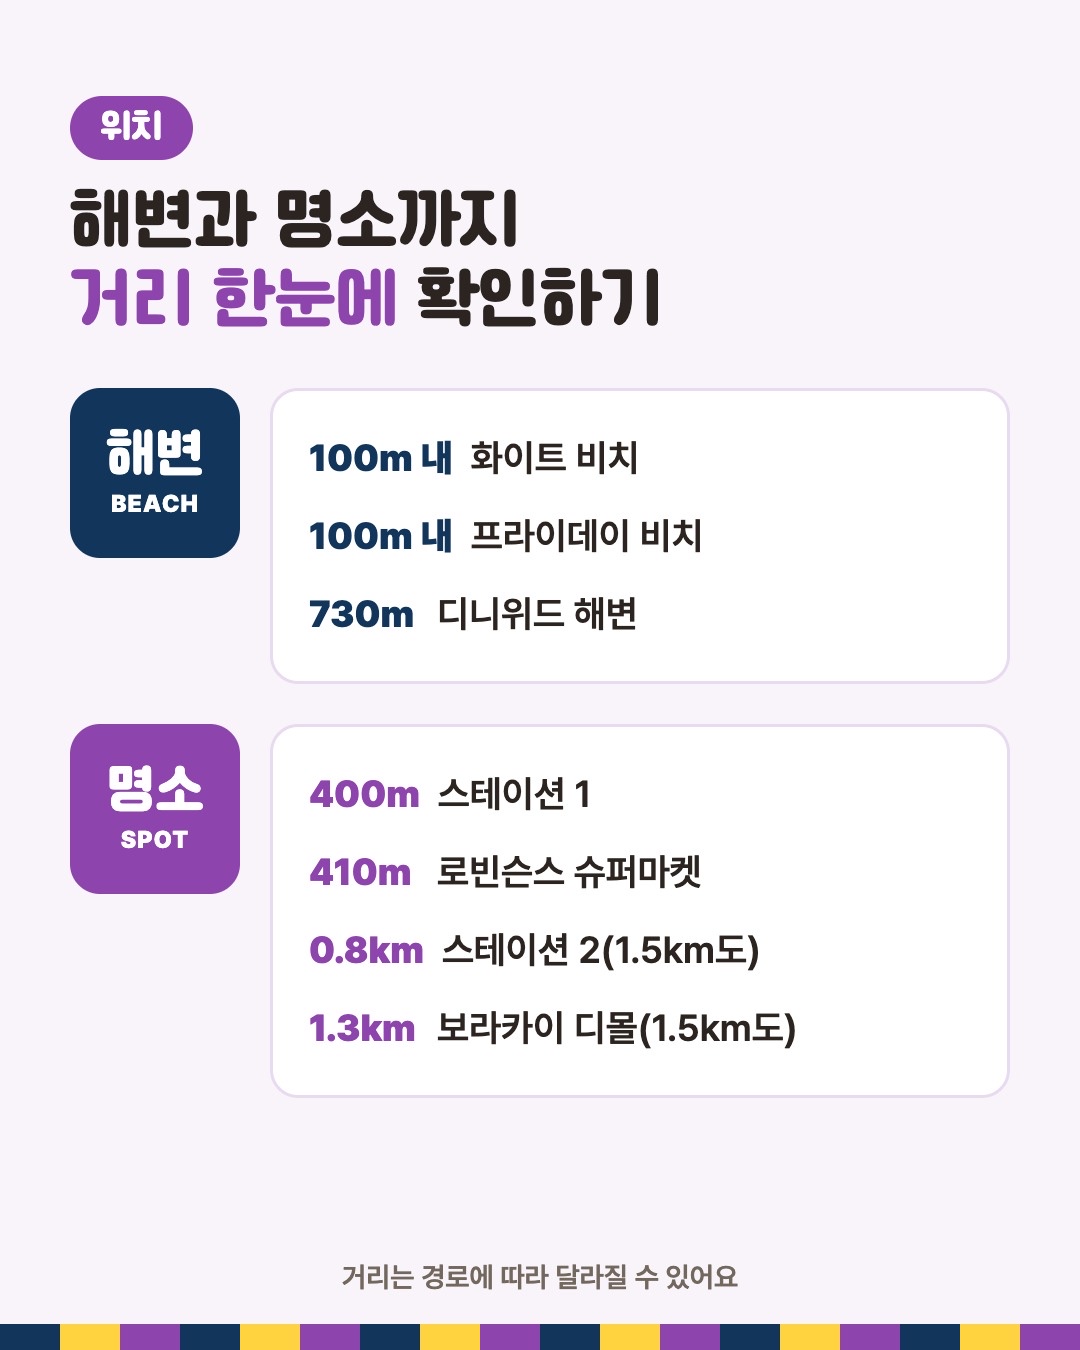 위치
해변과 명소까지
거리 한눈에 확인하기
해변
BEACH
100m 내 화이트 비치
100m 내 프라이데이 비치
730m 디니위드 해변
명소
SPOT
400m 스테이션 1
410m 로빈슨스 슈퍼마켓
0.8km 스테이션 2(1.5km도)
1.3km 보라카이 디몰(1.5km도)
거리는 경로에 따라 달라질 수 있어요